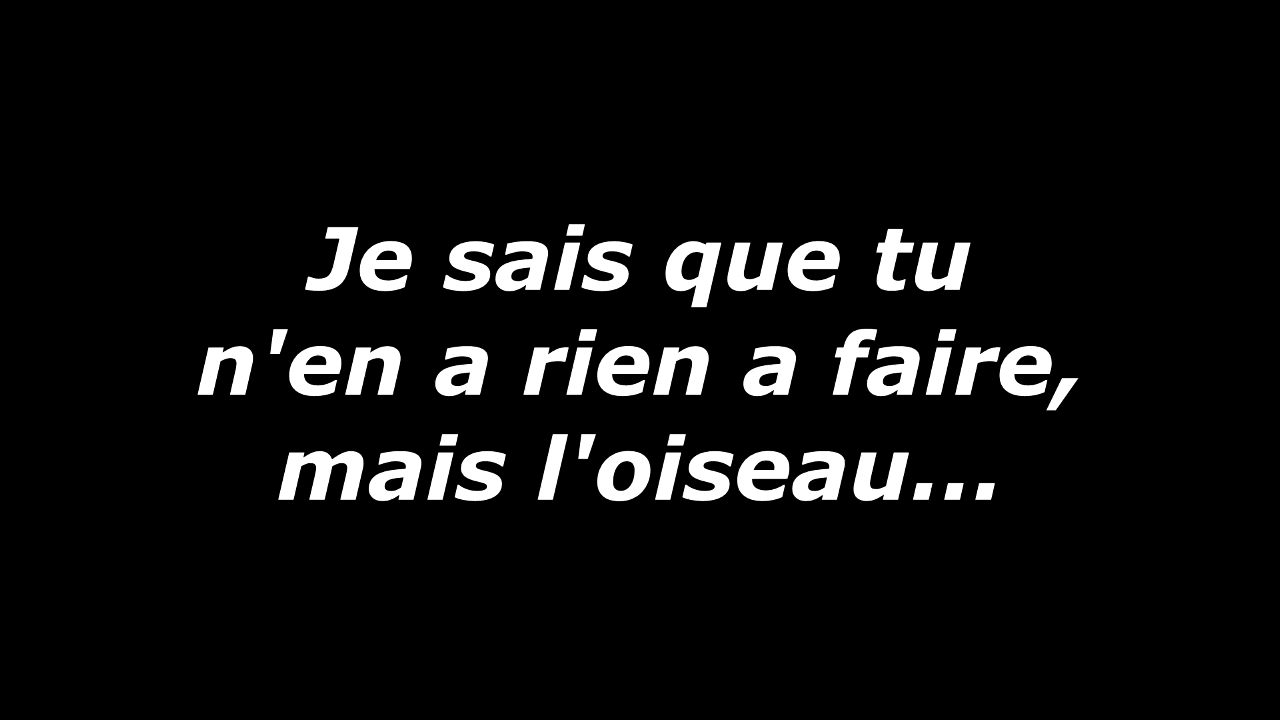 Je sais que tu
n'en a rien a faire,
mais l'oiseau...